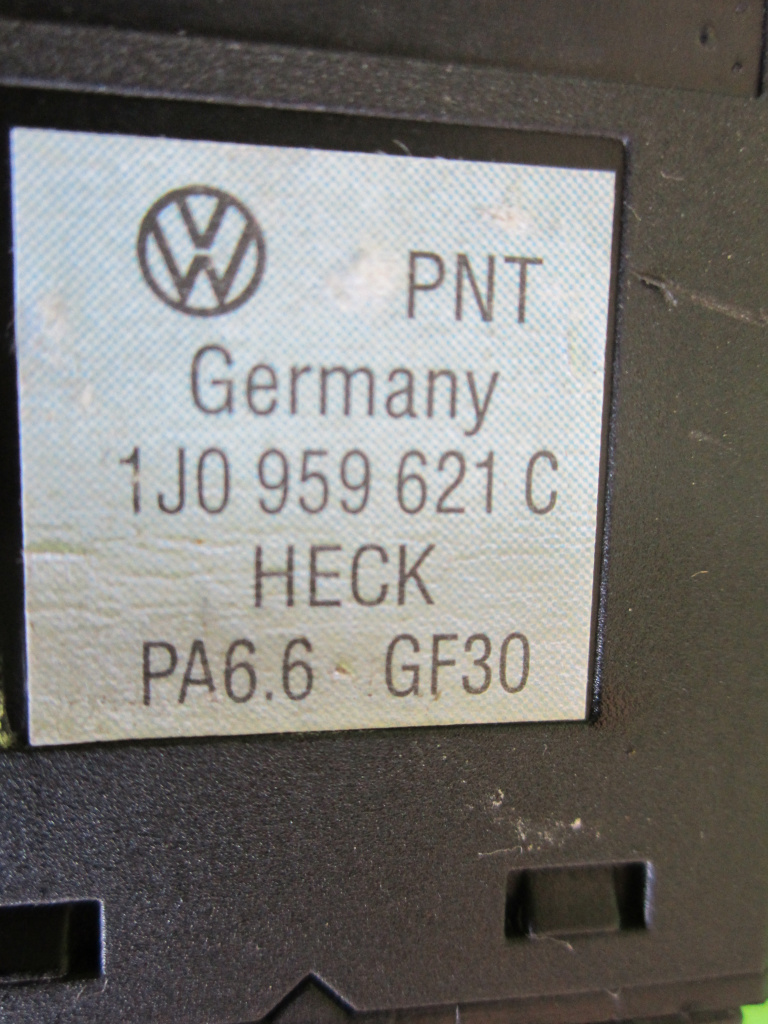 PNT
Germany
1J0 959 621 C
HECK
PA6.6 GF30